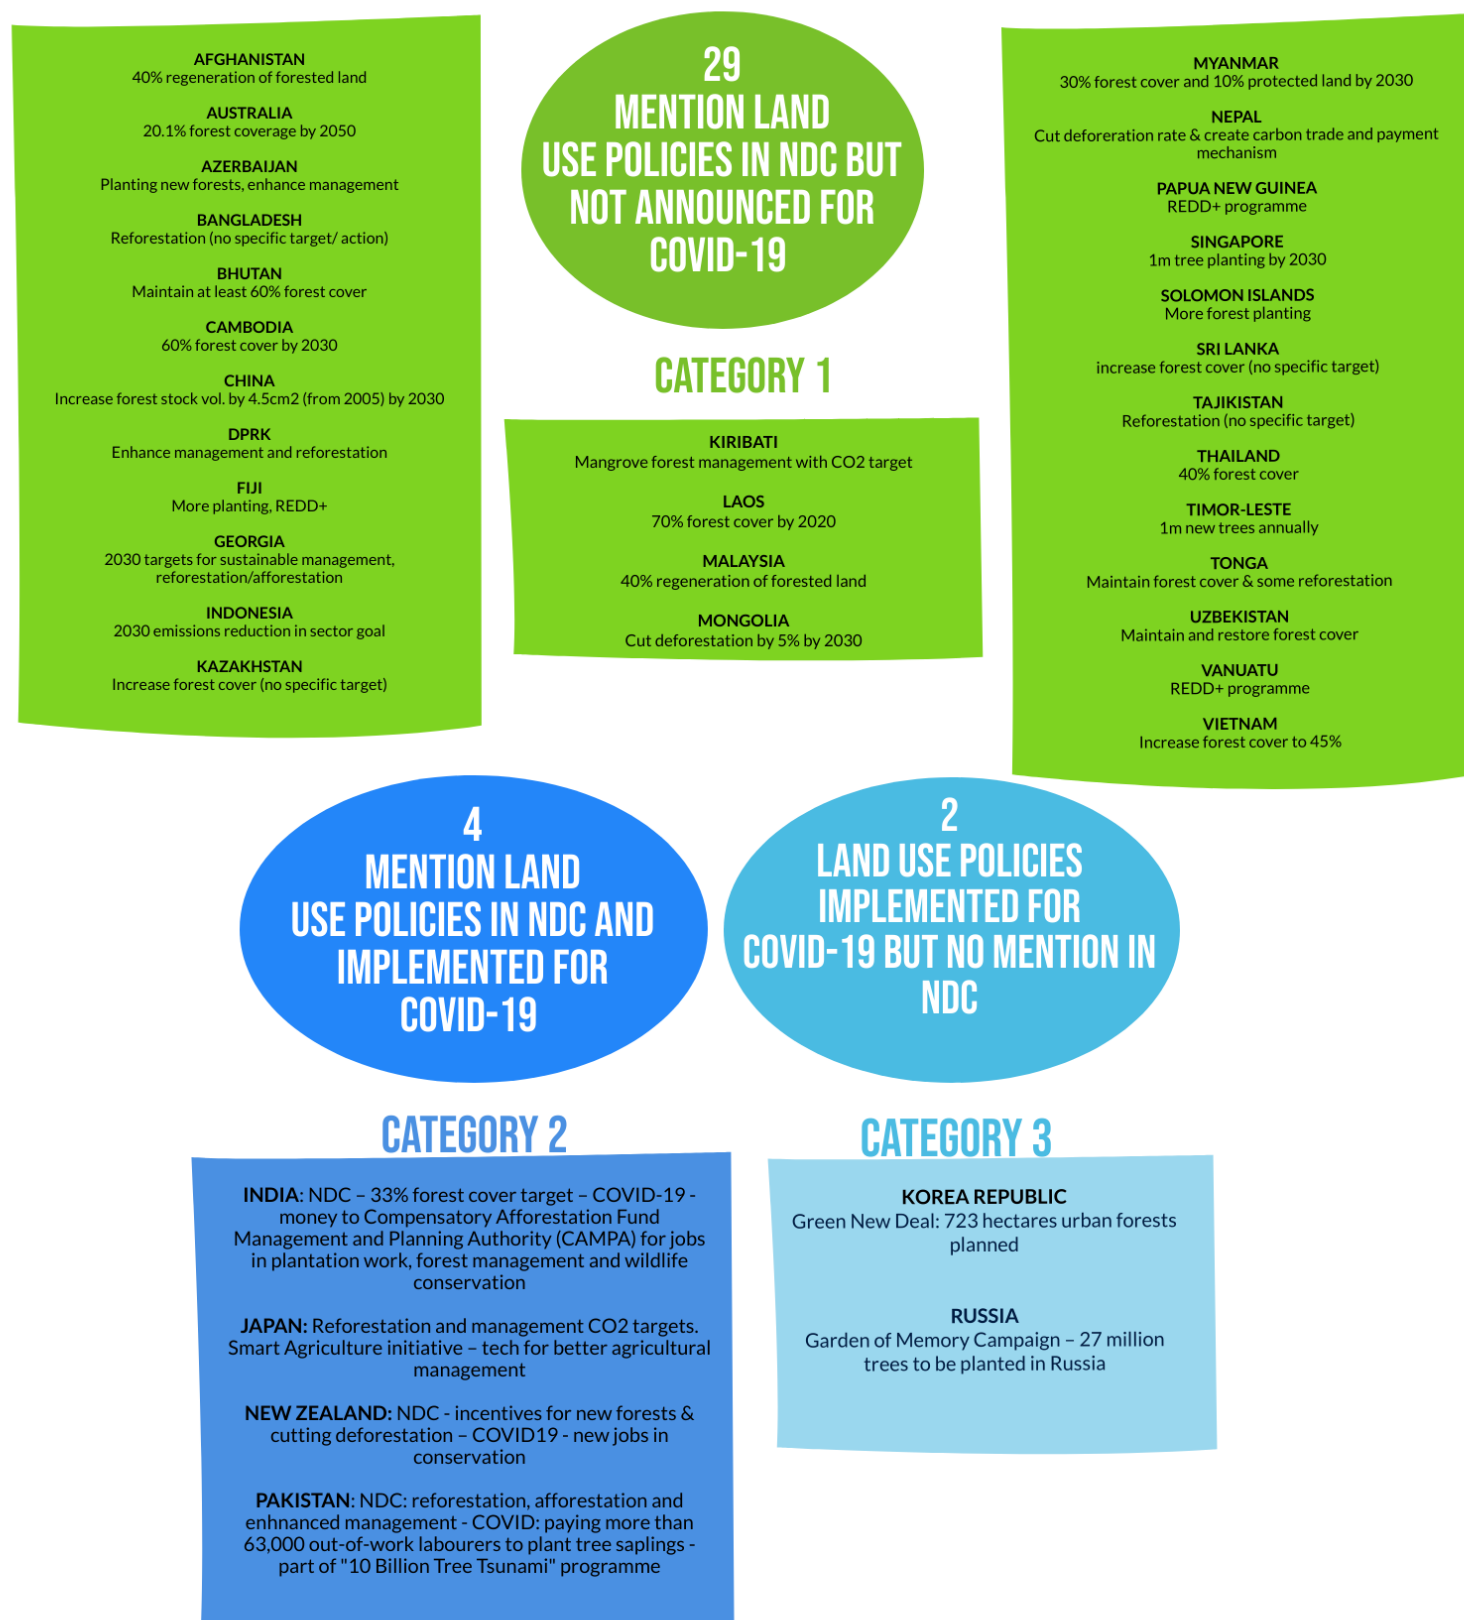 AFGHANISTAN
40% regeneration of forested land
AUSTRALIA
20.1% forest coverage by 2050
AZERBAIJAN
Planting new forests, enhance management
BANGLADESH
Reforestation (no specific target/ action)
BHUTAN
Maintain at least 60% forest cover
CAMBODIA
60% forest cover by 2030
CHINA
Increase forest stock vol. by 4.5cm2 (from 2005) by 2030
DPRK
Enhance management and reforestation
FIJI
More planting, REDD+
GEORGIA
2030 targets for sustainable management,
reforestation/afforestation
INDONESIA
2030 emissions reduction in sector goal
KAZAKHSTAN
Increase forest cover (no specific target)
29
MENTION LAND
USE POLICIES IN NDC BUT
NOT ANNOUNCED FOR
COVID-19
CATEGORY 1
KIRIBATI
Mangrove forest management with CO2 target
LAOS
70% forest cover by 2020
MALAYSIA
40% regeneration of forested land
MONGOLIA
Cut deforestation by 5% by 2030
MYANMAR
30% forest cover and 10% protected land by 2030
NEPAL
Cut deforeration rate & create carbon trade and payment
mechanism
PAPUA NEW GUINEA
REDD+ programme
SINGAPORE
1m tree planting by 2030
SOLOMON ISLANDS
More forest planting
SRI LANKA
increase forest cover (no specific target)
TAJIKISTAN
Reforestation (no specific target)
THAILAND
40% forest cover
TIMOR-LESTE
1m new trees annually
TONGA
Maintain forest cover & some reforestation
UZBEKISTAN
Maintain and restore forest cover
VANUATU
REDD+ programme
VIETNAM
Increase forest cover to 45%
4
MENTION LAND
USE POLICIES IN NDC AND
IMPLEMENTED FOR
COVID-19
CATEGORY 2
INDIA: NDC – 33% forest cover target – COVID-19 -
money to Compensatory Afforestation Fund
Management and Planning Authority (CAMPA) for jobs
in plantation work, forest management and wildlife
conservation
JAPAN: Reforestation and management CO2 targets.
Smart Agriculture initiative – tech for better agricultural
management
NEW ZEALAND: NDC - incentives for new forests &
cutting deforestation – COVID19 - new jobs in
conservation
PAKISTAN: NDC: reforestation, afforestation and
enhnanced management - COVID: paying more than
63,000 out-of-work labourers to plant tree saplings -
part of "10 Billion Tree Tsunami" programme
2
LAND USE POLICIES
IMPLEMENTED FOR
COVID-19 BUT NO MENTION IN
NDC
CATEGORY 3
KOREA REPUBLIC
Green New Deal: 723 hectares urban forests
planned
RUSSIA
Garden of Memory Campaign – 27 million
trees to be planted in Russia